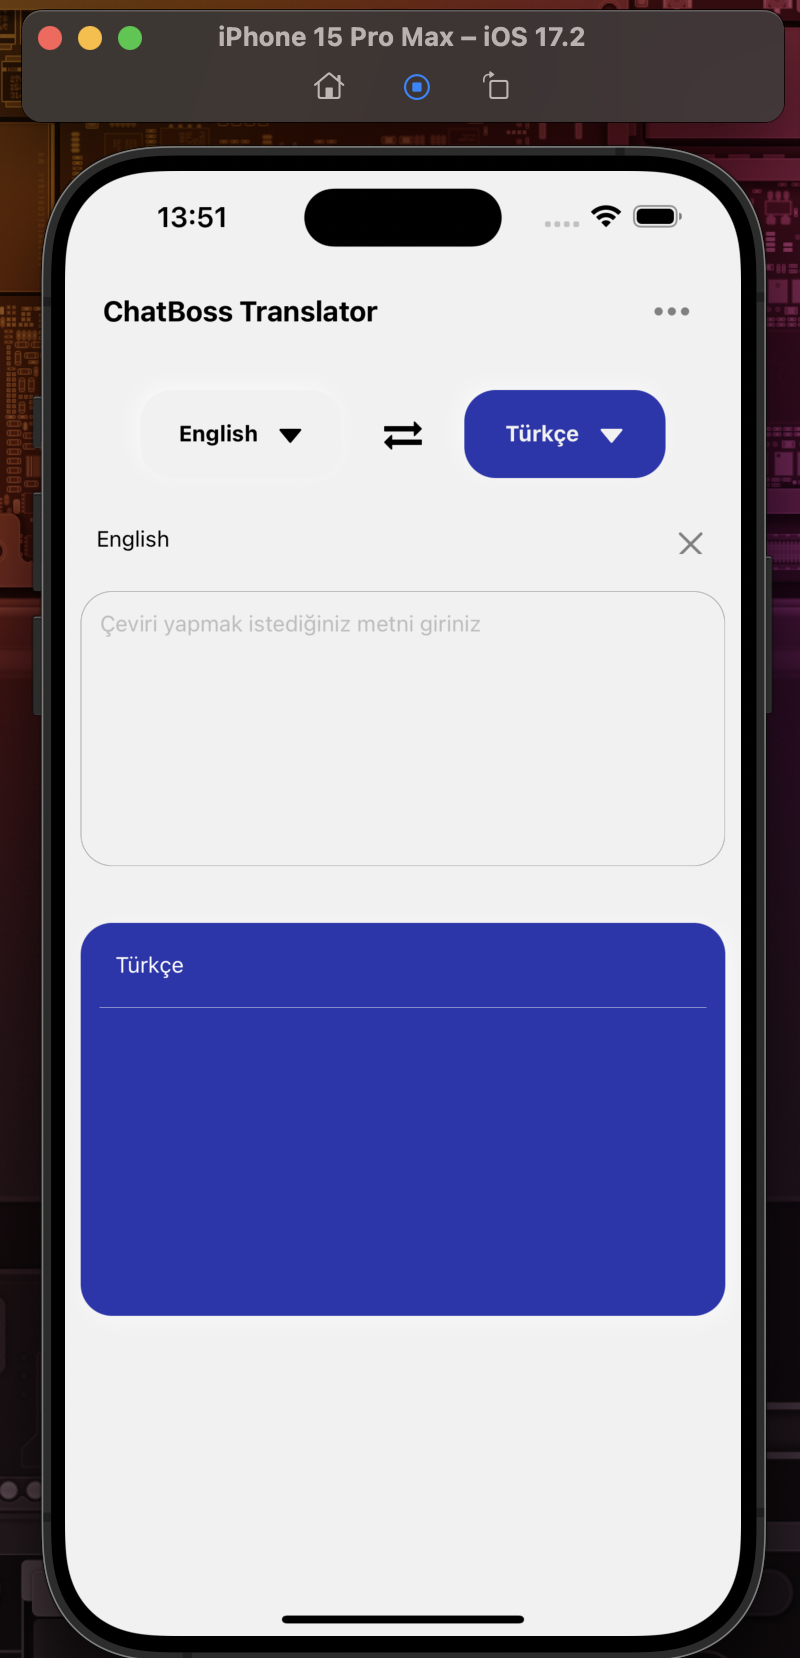 iPhone 15 Pro Max – iOS 17.2
13:51
ChatBoss Translator
English
Türkçe
English
Çeviri yapmak istediğiniz metni giriniz
Türkçe